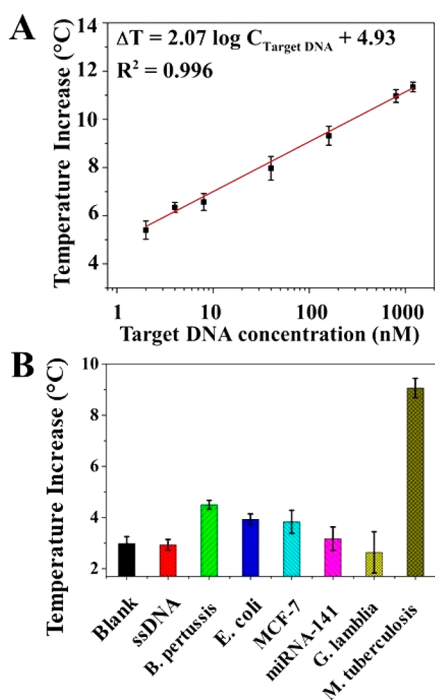 A
ΔT = 2.07 log C_Target DNA + 4.93
R² = 0.996
Temperature Increase (°C)
14
12
10
8
6
4
1
10
100
1000
Target DNA concentration (nM)
B
Temperature Increase (°C)
10
8
6
4
2
Blank
ssDNA
B. pertussis
E. coli
MCF-7
miRNA-141
G. lamblia
M. tuberculosis